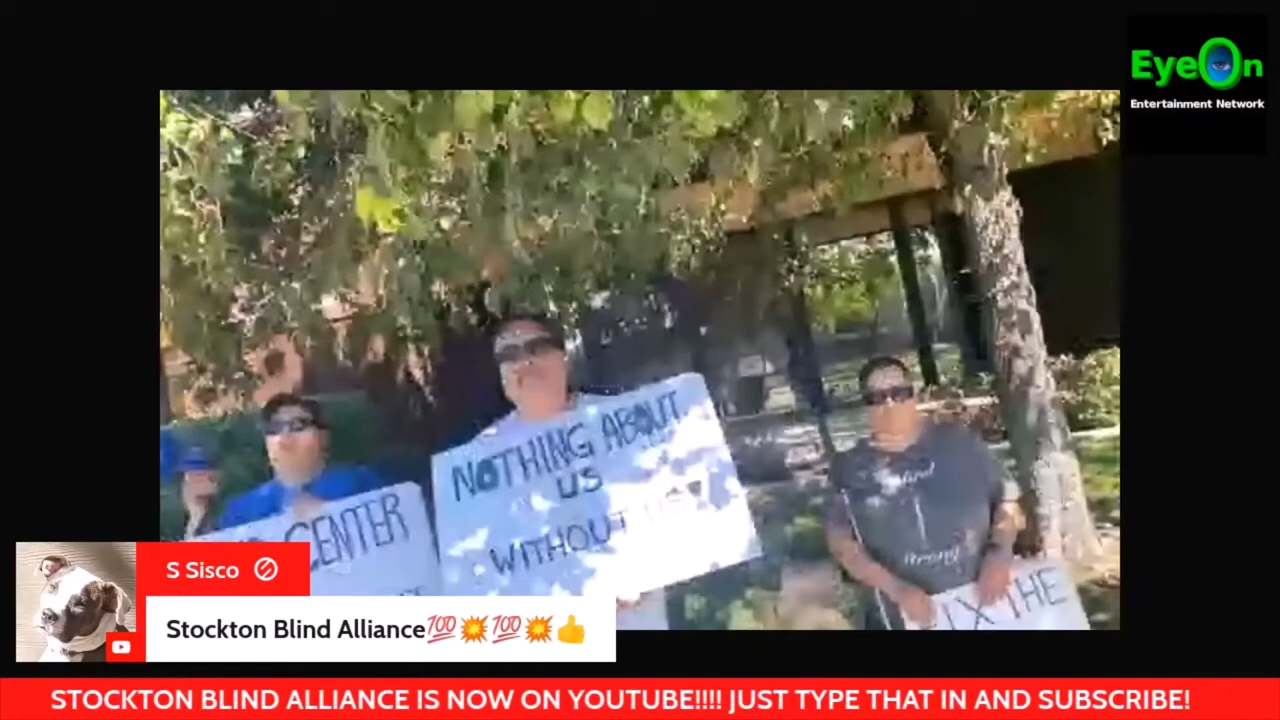 EyeOn
Entertainment Network
CENTER
NOTHING ABOUT
US
WITHOUT US
THE
S Sisco
Stockton Blind Alliance💯💥💯💥👍
STOCKTON BLIND ALLIANCE IS NOW ON YOUTUBE!!!! JUST TYPE THAT IN AND SUBSCRIBE!